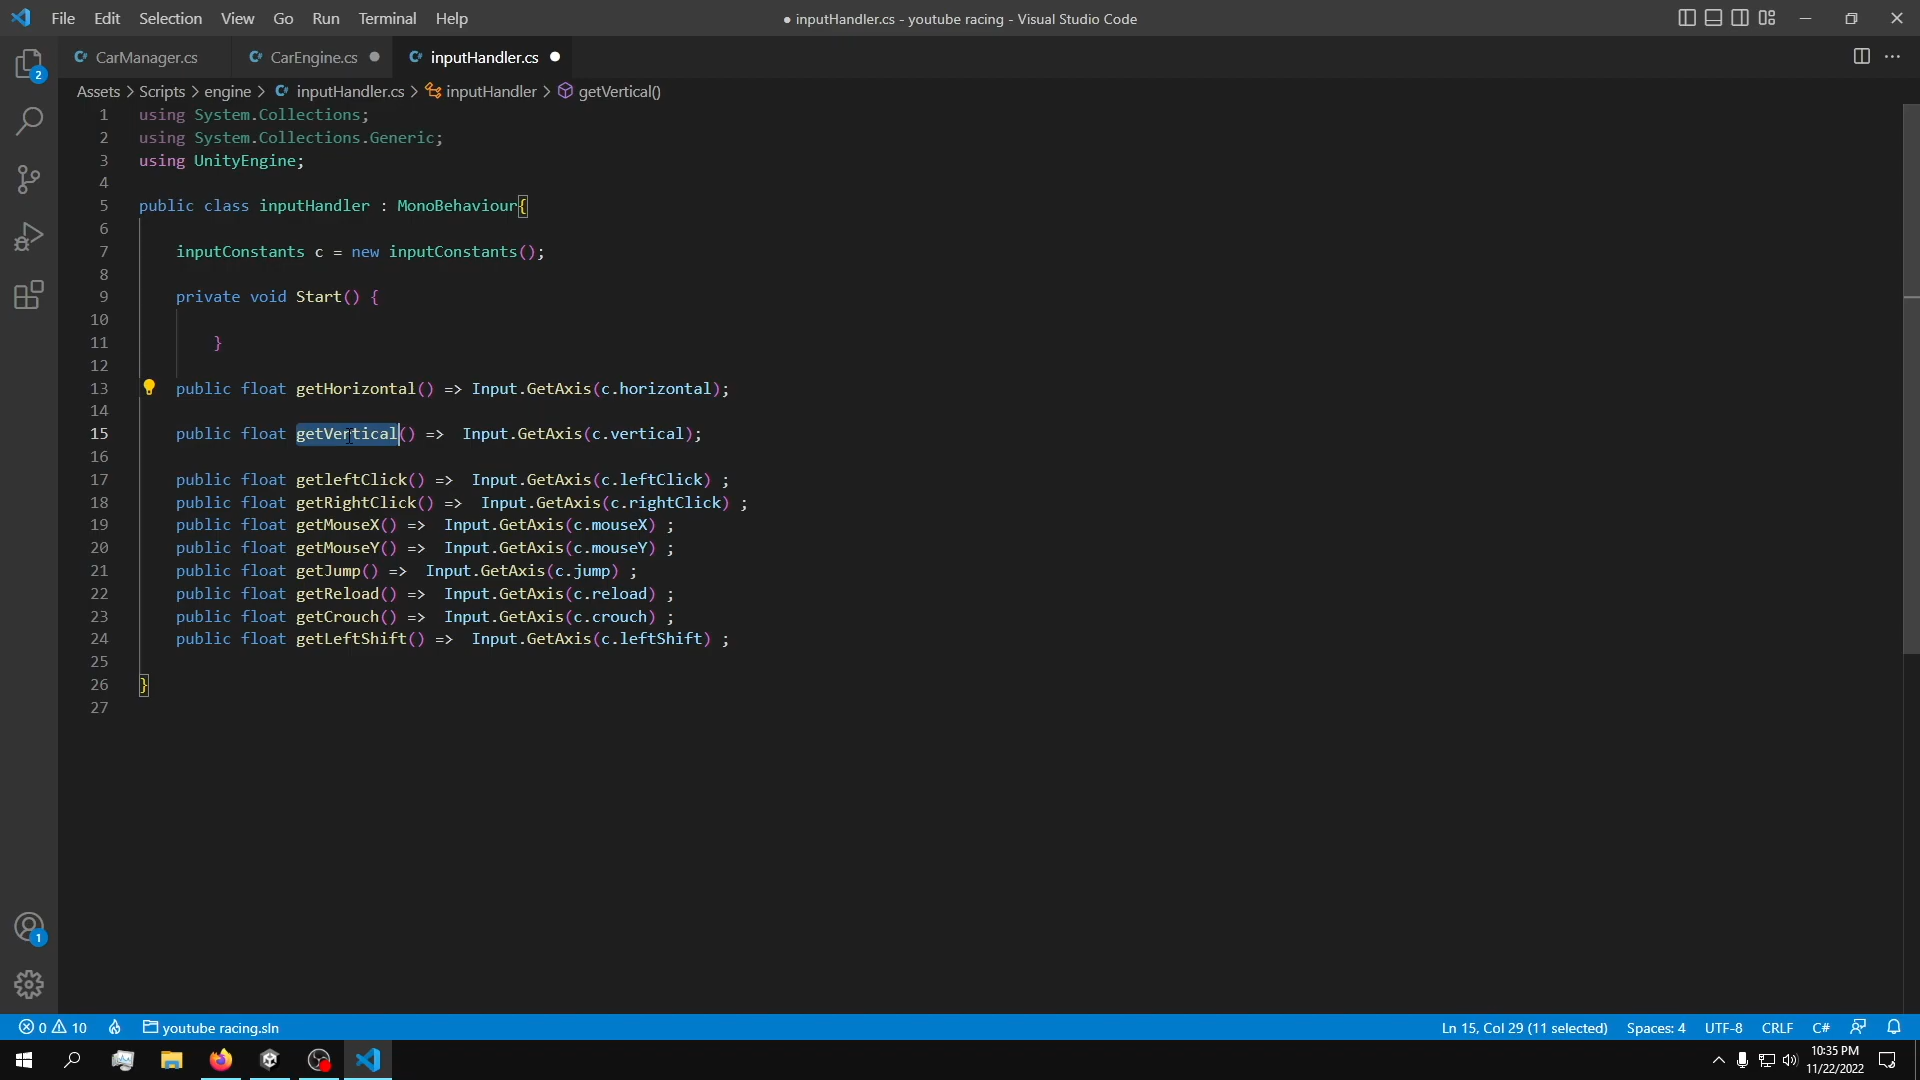 File Edit Selection View Go Run Terminal Help
● inputHandler.cs - youtube racing - Visual Studio Code
CarManager.cs CarEngine.cs ● inputHandler.cs ●
2
Assets > Scripts > engine > inputHandler.cs > inputHandler > getVertical()
1 using System.Collections;
2 using System.Collections.Generic;
3 using UnityEngine;
4
5 public class inputHandler : MonoBehaviour{
6
7 inputConstants c = new inputConstants();
8
9 private void Start() {
10
11 }
12
13 public float getHorizontal() => Input.GetAxis(c.horizontal);
14
15 public float getVertical() =>  Input.GetAxis(c.vertical);
16
17 public float getleftClick() =>  Input.GetAxis(c.leftClick) ;
18 public float getRightClick() =>  Input.GetAxis(c.rightClick) ;
19 public float getMouseX() =>  Input.GetAxis(c.mouseX) ;
20 public float getMouseY() =>  Input.GetAxis(c.mouseY) ;
21 public float getJump() =>  Input.GetAxis(c.jump) ;
22 public float getReload() =>  Input.GetAxis(c.reload) ;
23 public float getCrouch() =>  Input.GetAxis(c.crouch) ;
24 public float getLeftShift() =>  Input.GetAxis(c.leftShift) ;
25
26 }
27
1
0 10 youtube racing.sln Ln 15, Col 29 (11 selected) Spaces: 4 UTF-8 CRLF C#
10:35 PM
11/22/2022